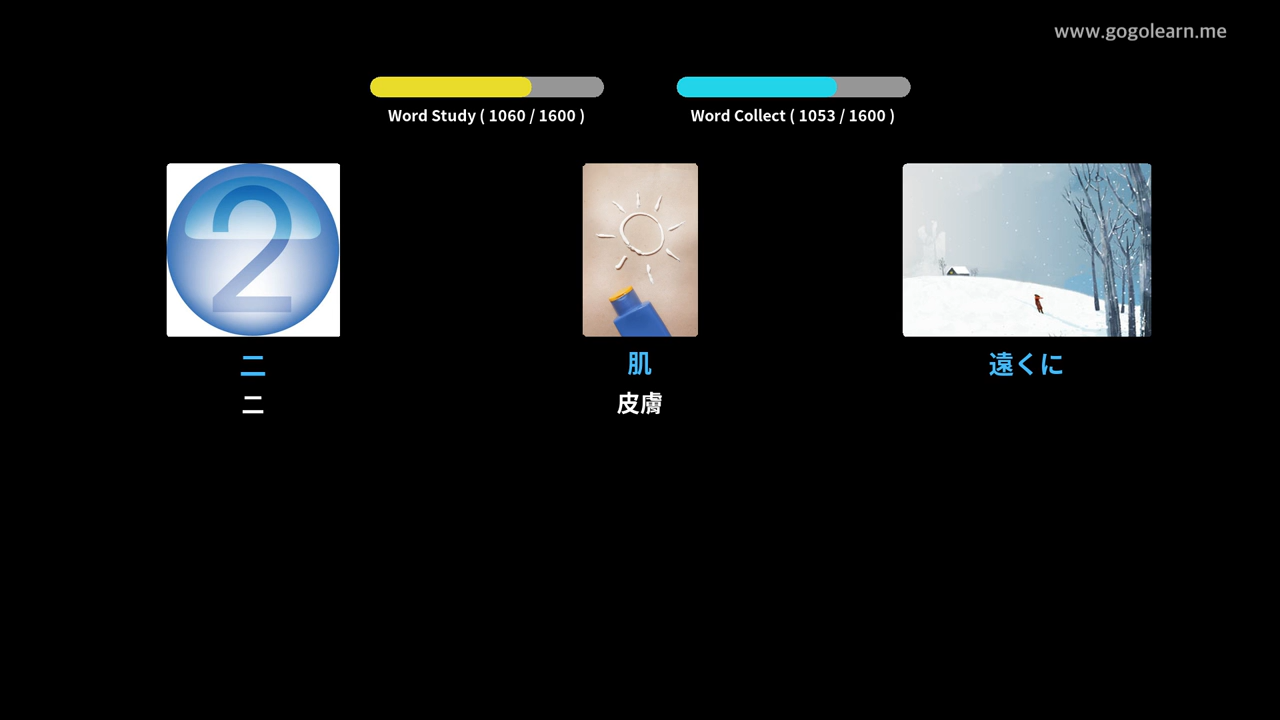 www.gogolearn.me
Word Study ( 1060 / 1600 )
Word Collect ( 1053 / 1600 )
2
二
二
肌
皮膚
遠くに